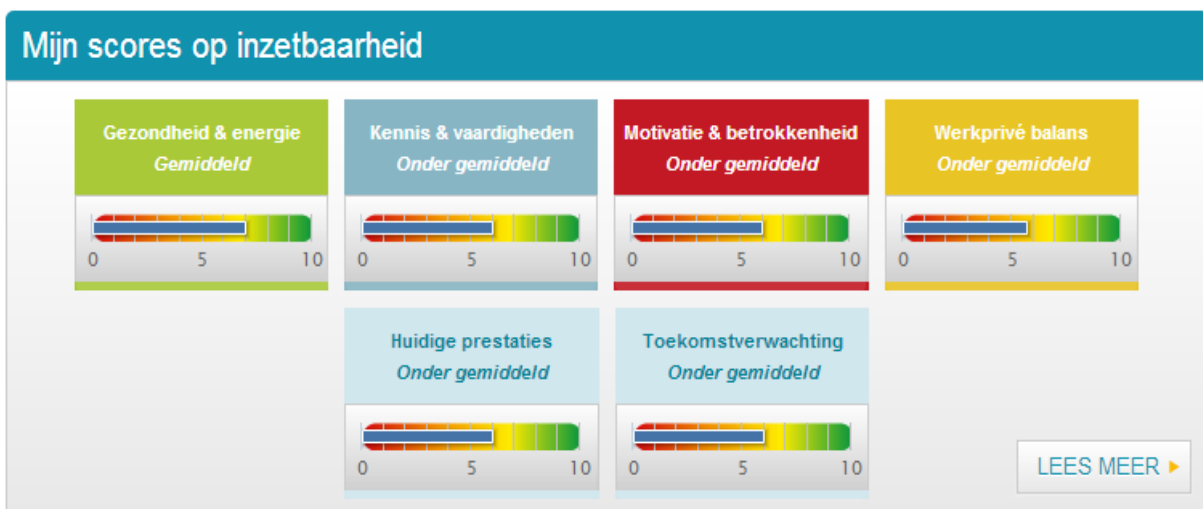 Mijn scores op inzetbaarheid
Gezondheid & energie
Gemiddeld
0 5 10
Kennis & vaardigheden
Onder gemiddeld
0 5 10
Motivatie & betrokkenheid
Onder gemiddeld
0 5 10
Werkprivé balans
Onder gemiddeld
0 5 10
Huidige prestaties
Onder gemiddeld
0 5 10
Toekomstverwachting
Onder gemiddeld
0 5 10
LEES MEER